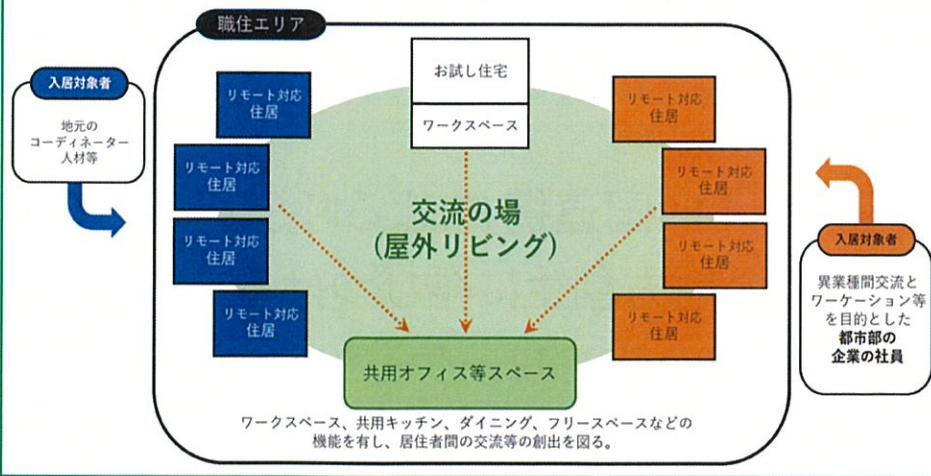 職住エリア
入居対象者
地元の
コーディネーター
人材等
リモート対応
住居
リモート対応
住居
リモート対応
住居
リモート対応
住居
お試し住宅
ワークスペース
交流の場
(屋外リビング)
リモート対応
住居
リモート対応
住居
リモート対応
住居
リモート対応
住居
入居対象者
異業種間交流と
ワーケーション等
を目的とした
都市部の
企業の社員
共用オフィス等スペース
ワークスペース、共用キッチン、ダイニング、フリースペースなどの
機能を有し、居住者間の交流等の創出を図る。